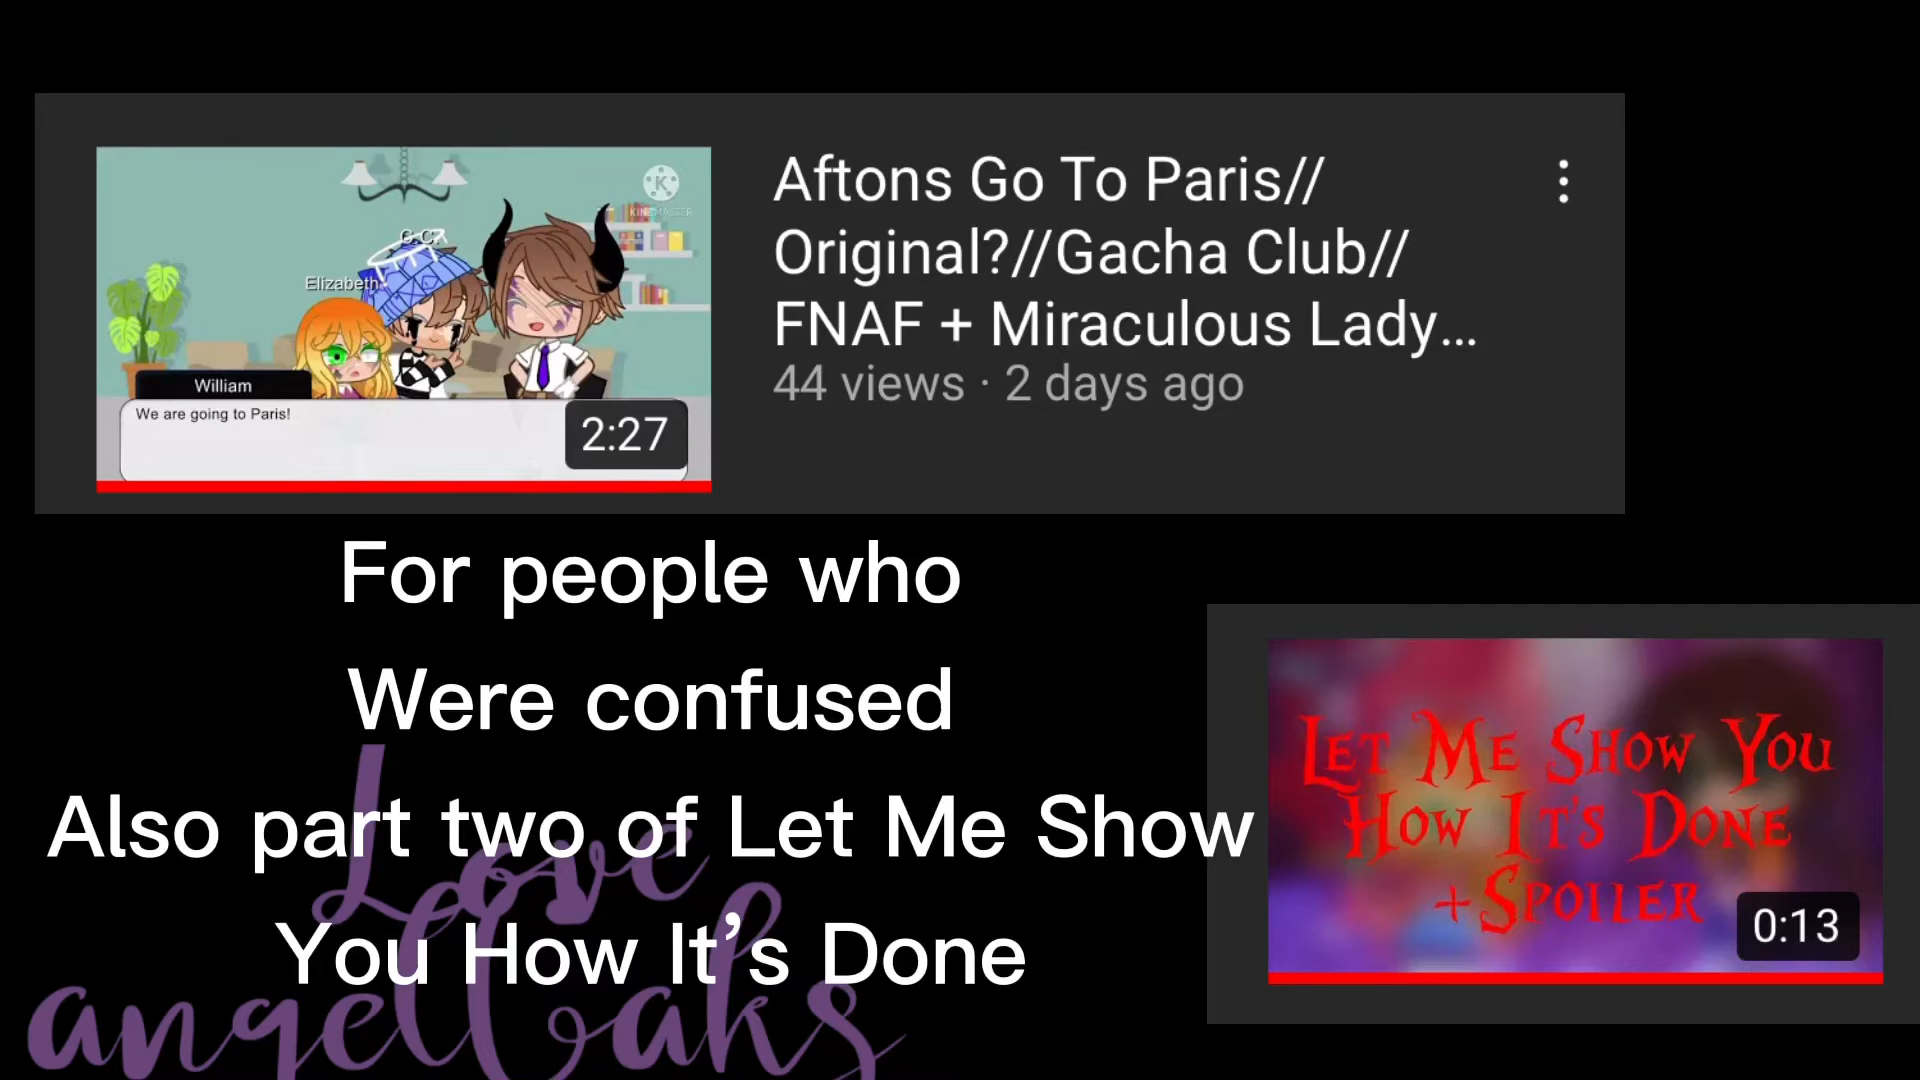 Aftons Go To Paris//
Original?//Gacha Club//
FNAF + Miraculous Lady...
44 views · 2 days ago
KINEMASTER
C.C.
Elizabeth
William
We are going to Paris!
2:27
For people who
Were confused
Also part two of Let Me Show
You How It’s Done
LET ME SHOW YOU
HOW IT'S DONE
+SPOILER
0:13
Love
angelOaks